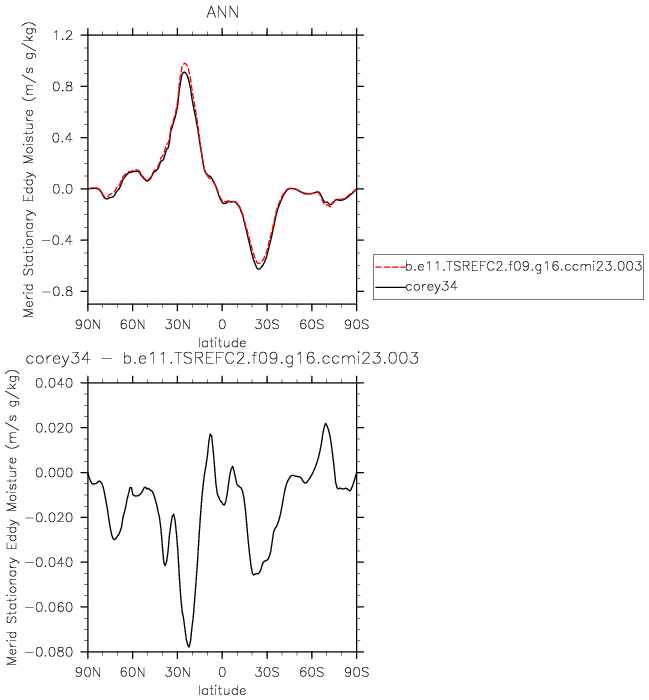 ANN
Merid Stationary Eddy Moisture (m/s g/kg)
1.2
0.8
0.4
0.0
−0.4
−0.8
90N 60N 30N 0 30S 60S 90S
latitude
b.e11.TSREFC2.f09.g16.ccmi23.003
corey34
corey34 − b.e11.TSREFC2.f09.g16.ccmi23.003
Merid Stationary Eddy Moisture (m/s g/kg)
0.040
0.020
0.000
−0.020
−0.040
−0.060
−0.080
90N 60N 30N 0 30S 60S 90S
latitude